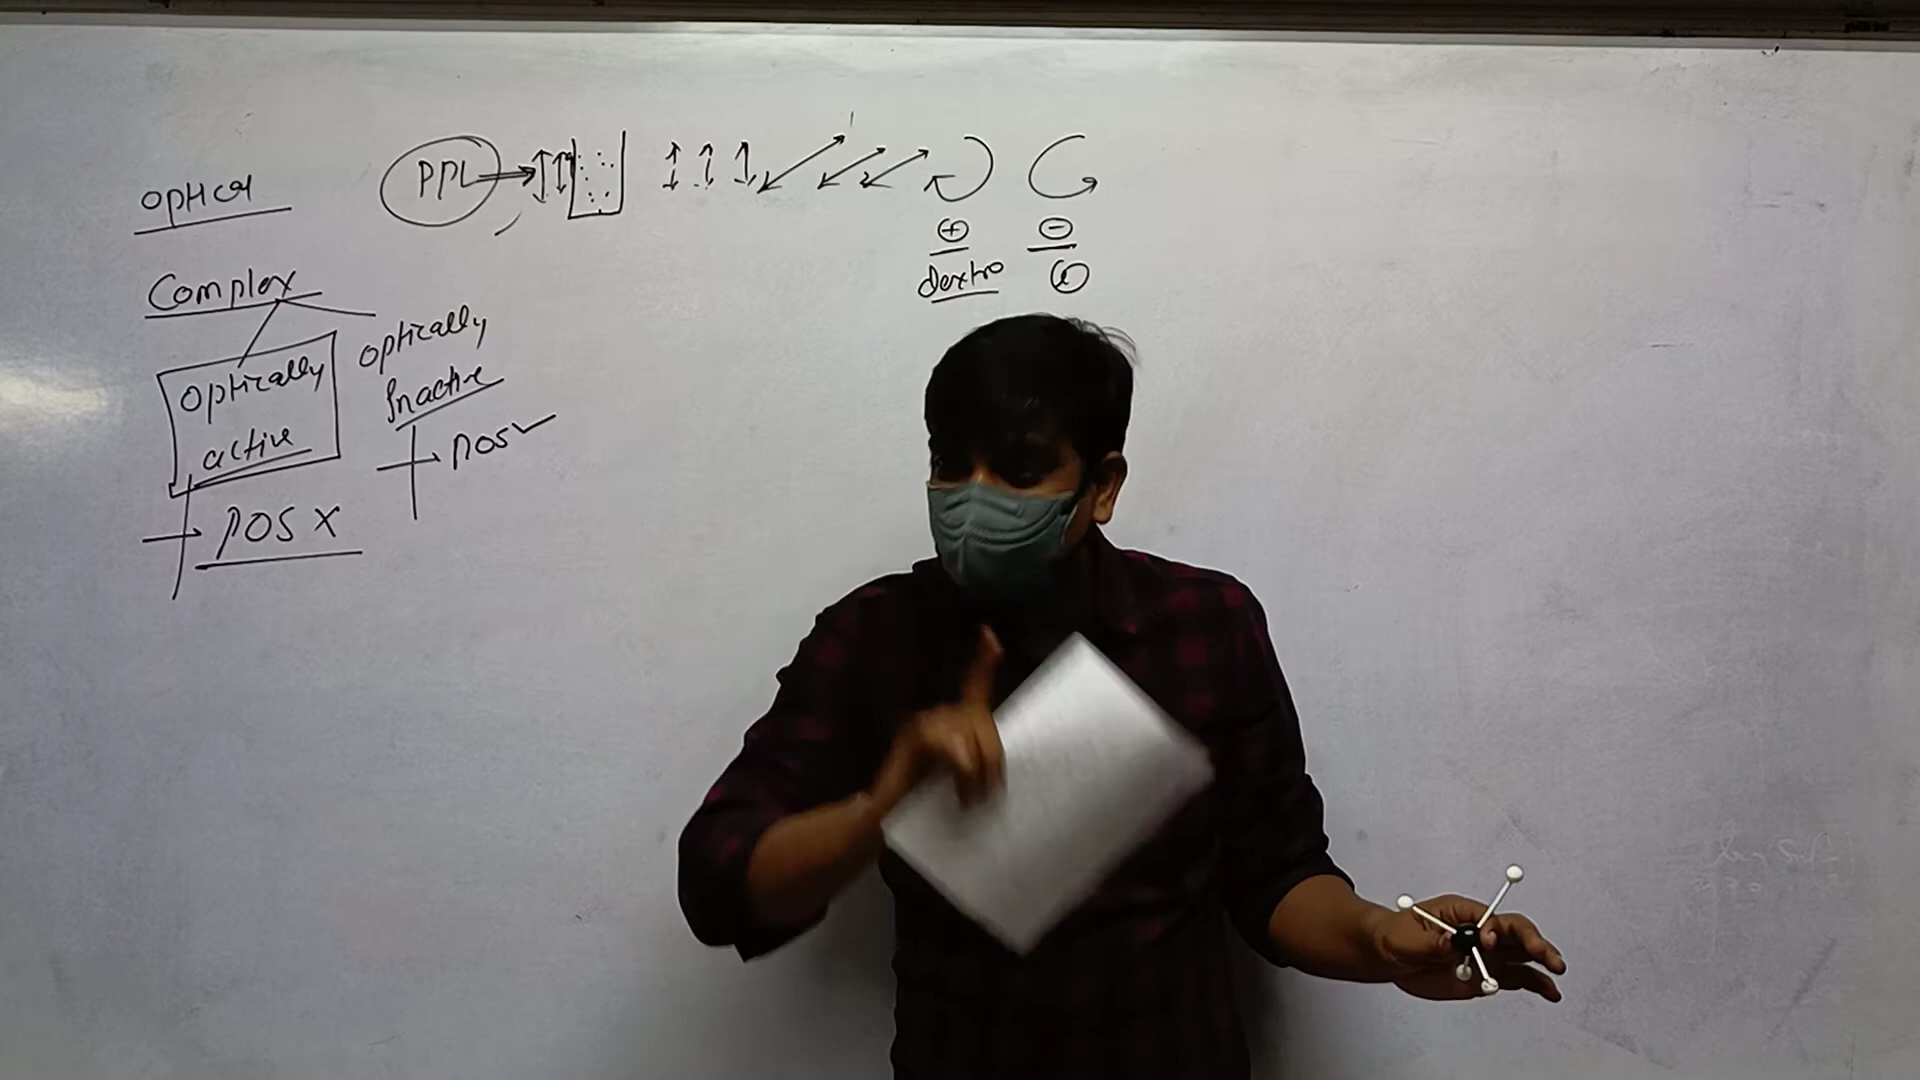 optical
PPL
+ -
dextro l
Complex
optically
active
POS X
optically
Inactive
POS ✓